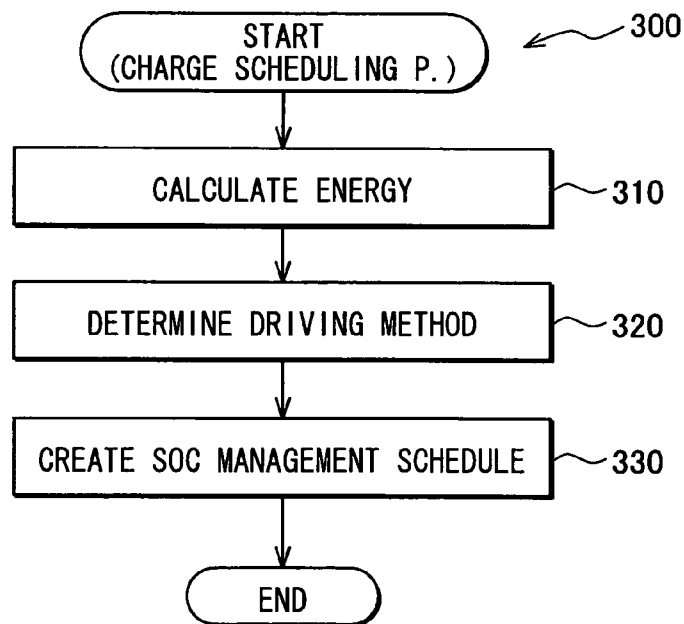 START
(CHARGE SCHEDULING P.)
300
CALCULATE ENERGY
310
DETERMINE DRIVING METHOD
320
CREATE SOC MANAGEMENT SCHEDULE
330
END